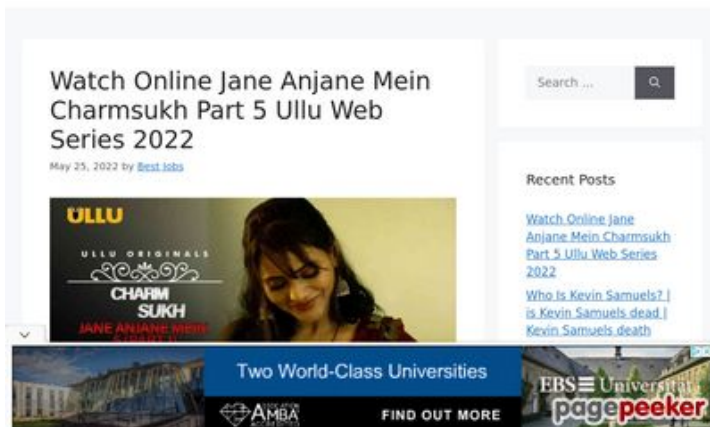 Watch Online Jane Anjane Mein
Charmsukh Part 5 Ullu Web
Series 2022
May 25, 2022 by Best Jobs
ULLU
ULLU ORIGINALS
CHARM
SUKH
JANE ANJANE MEIN
Search ...
Recent Posts
Watch Online Jane
Anjane Mein Charmsukh
Part 5 Ullu Web Series
2022
Who Is Kevin Samuels? |
is Kevin Samuels dead |
Kevin Samuels death
Two World-Class Universities
ASSOCIATION
AMBA
ACCREDITED
FIND OUT MORE
EBS Universität
pagepeeker